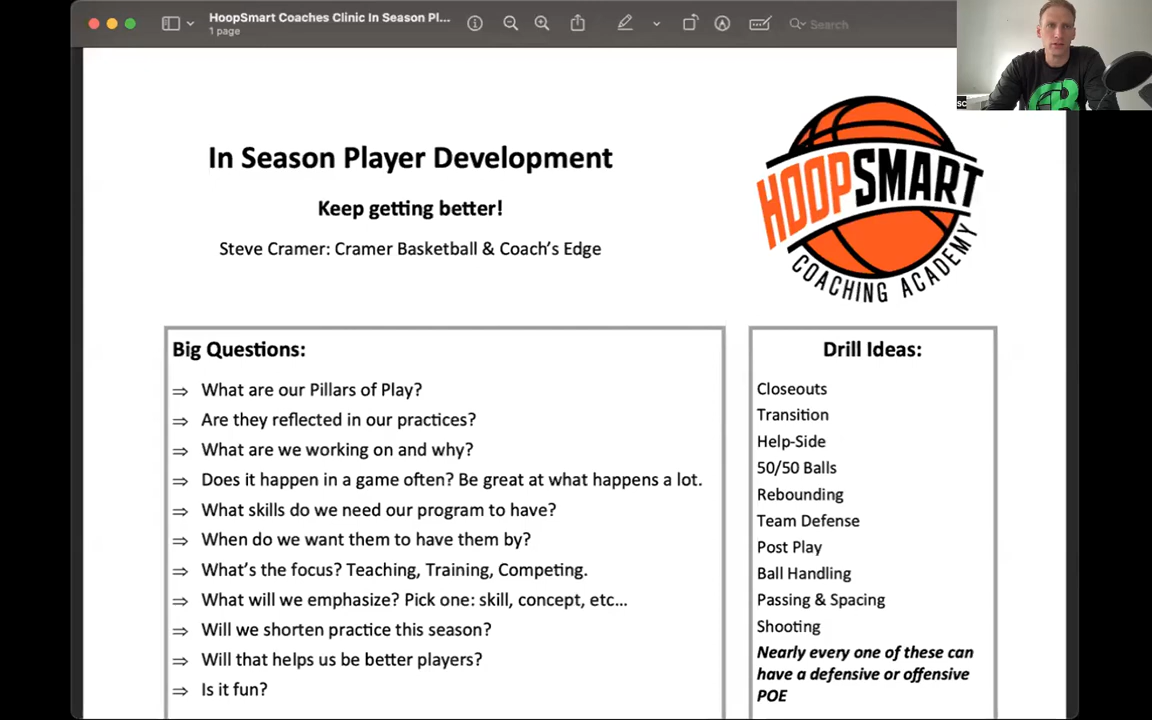 HoopSmart Coaches Clinic In Season Pl...
1 page
Search
In Season Player Development
Keep getting better!
Steve Cramer: Cramer Basketball & Coach's Edge
HOOPSMART
COACHING ACADEMY
Big Questions:
⇒ What are our Pillars of Play?
⇒ Are they reflected in our practices?
⇒ What are we working on and why?
⇒ Does it happen in a game often? Be great at what happens a lot.
⇒ What skills do we need our program to have?
⇒ When do we want them to have them by?
⇒ What's the focus? Teaching, Training, Competing.
⇒ What will we emphasize? Pick one: skill, concept, etc...
⇒ Will we shorten practice this season?
⇒ Will that helps us be better players?
⇒ Is it fun?
Drill Ideas:
Closeouts
Transition
Help-Side
50/50 Balls
Rebounding
Team Defense
Post Play
Ball Handling
Passing & Spacing
Shooting
Nearly every one of these can
have a defensive or offensive
POE